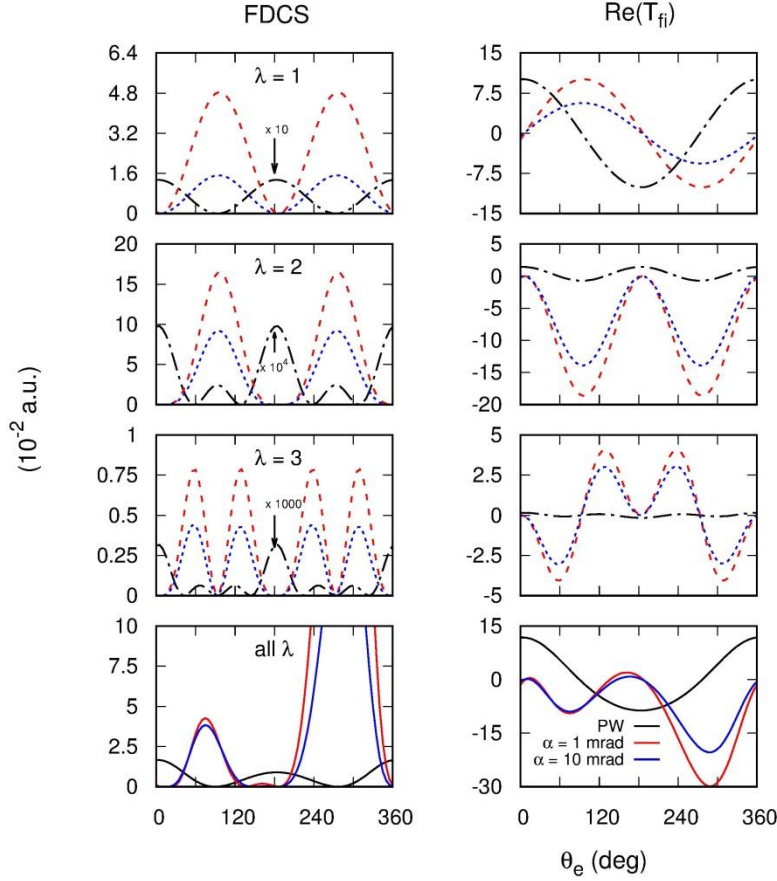 FDCS
Re(T_fi)
(10^-2 a.u.)
6.4
4.8
3.2
1.6
0
λ = 1
x 10
15
7.5
0
-7.5
-15
20
15
10
5
0
λ = 2
x 10^4
5
0
-5
-10
-15
-20
1
0.75
0.5
0.25
0
λ = 3
x 1000
5
2.5
0
-2.5
-5
10
7.5
5
2.5
0
all λ
15
0
-15
-30
PW
α = 1 mrad
α = 10 mrad
0 120 240 360
0 120 240 360
θ_e (deg)